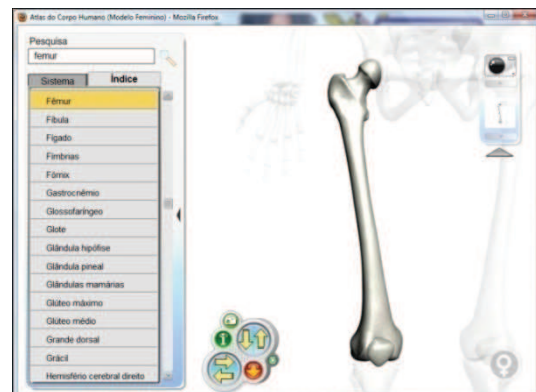 Atlas do Corpo Humano (Modelo Feminino) - Mozilla Firefox
Pesquisa
femur
Sistema Índice
Fêmur
Fíbula
Fígado
Fímbrias
Fórnix
Gastrocnémio
Glossofaríngeo
Glote
Glândula hipófise
Glândula pineal
Glândulas mamárias
Glúteo máximo
Glúteo médio
Grande dorsal
Grácil
Hemisfério cerebral direito